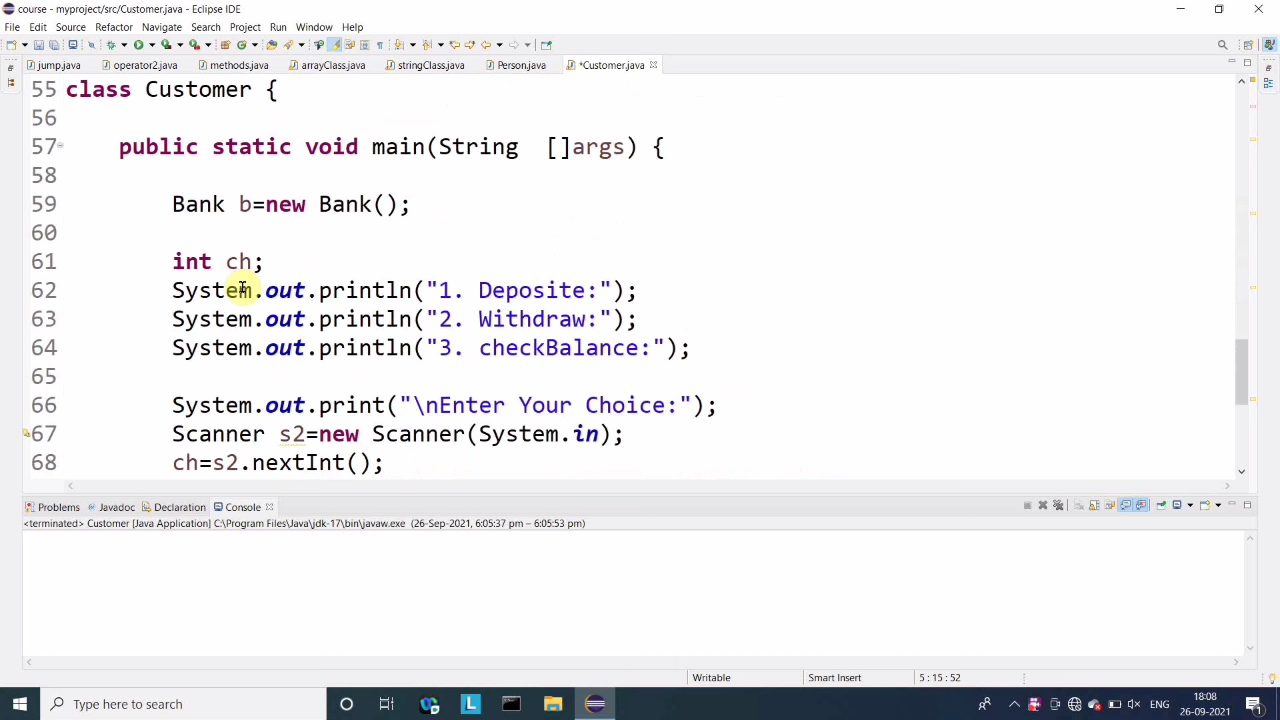 course - myproject/src/Customer.java - Eclipse IDE
File Edit Source Refactor Navigate Search Project Run Window Help
jump.java operator2.java methods.java arrayClass.java stringClass.java Person.java *Customer.java
55 class Customer {
56
57 public static void main(String []args) {
58
59 Bank b=new Bank();
60
61 int ch;
62 System.out.println("1. Deposite:");
63 System.out.println("2. Withdraw:");
64 System.out.println("3. checkBalance:");
65
66 System.out.print("\nEnter Your Choice:");
67 Scanner s2=new Scanner(System.in);
68 ch=s2.nextInt();
Problems Javadoc Declaration Console
<terminated> Customer [Java Application] C:\Program Files\Java\jdk-17\bin\javaw.exe (26-Sep-2021, 6:05:37 pm – 6:05:53 pm)
Writable Smart Insert 5 : 15 : 52
Type here to search
L
ENG
18:08
26-09-2021
1